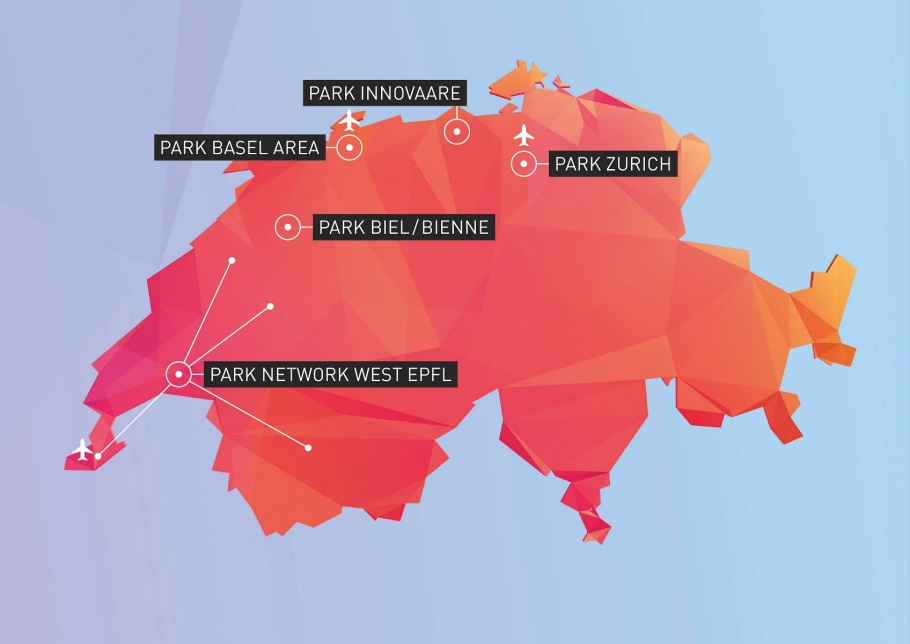 PARK INNOVAARE
PARK BASEL AREA
PARK ZURICH
PARK BIEL/BIENNE
PARK NETWORK WEST EPFL